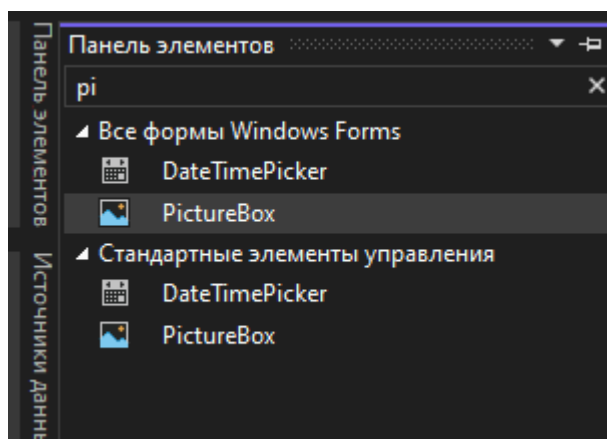 Панель элементов
Источники данн
Панель элементов
pi
Все формы Windows Forms
DateTimePicker
PictureBox
Стандартные элементы управления
DateTimePicker
PictureBox